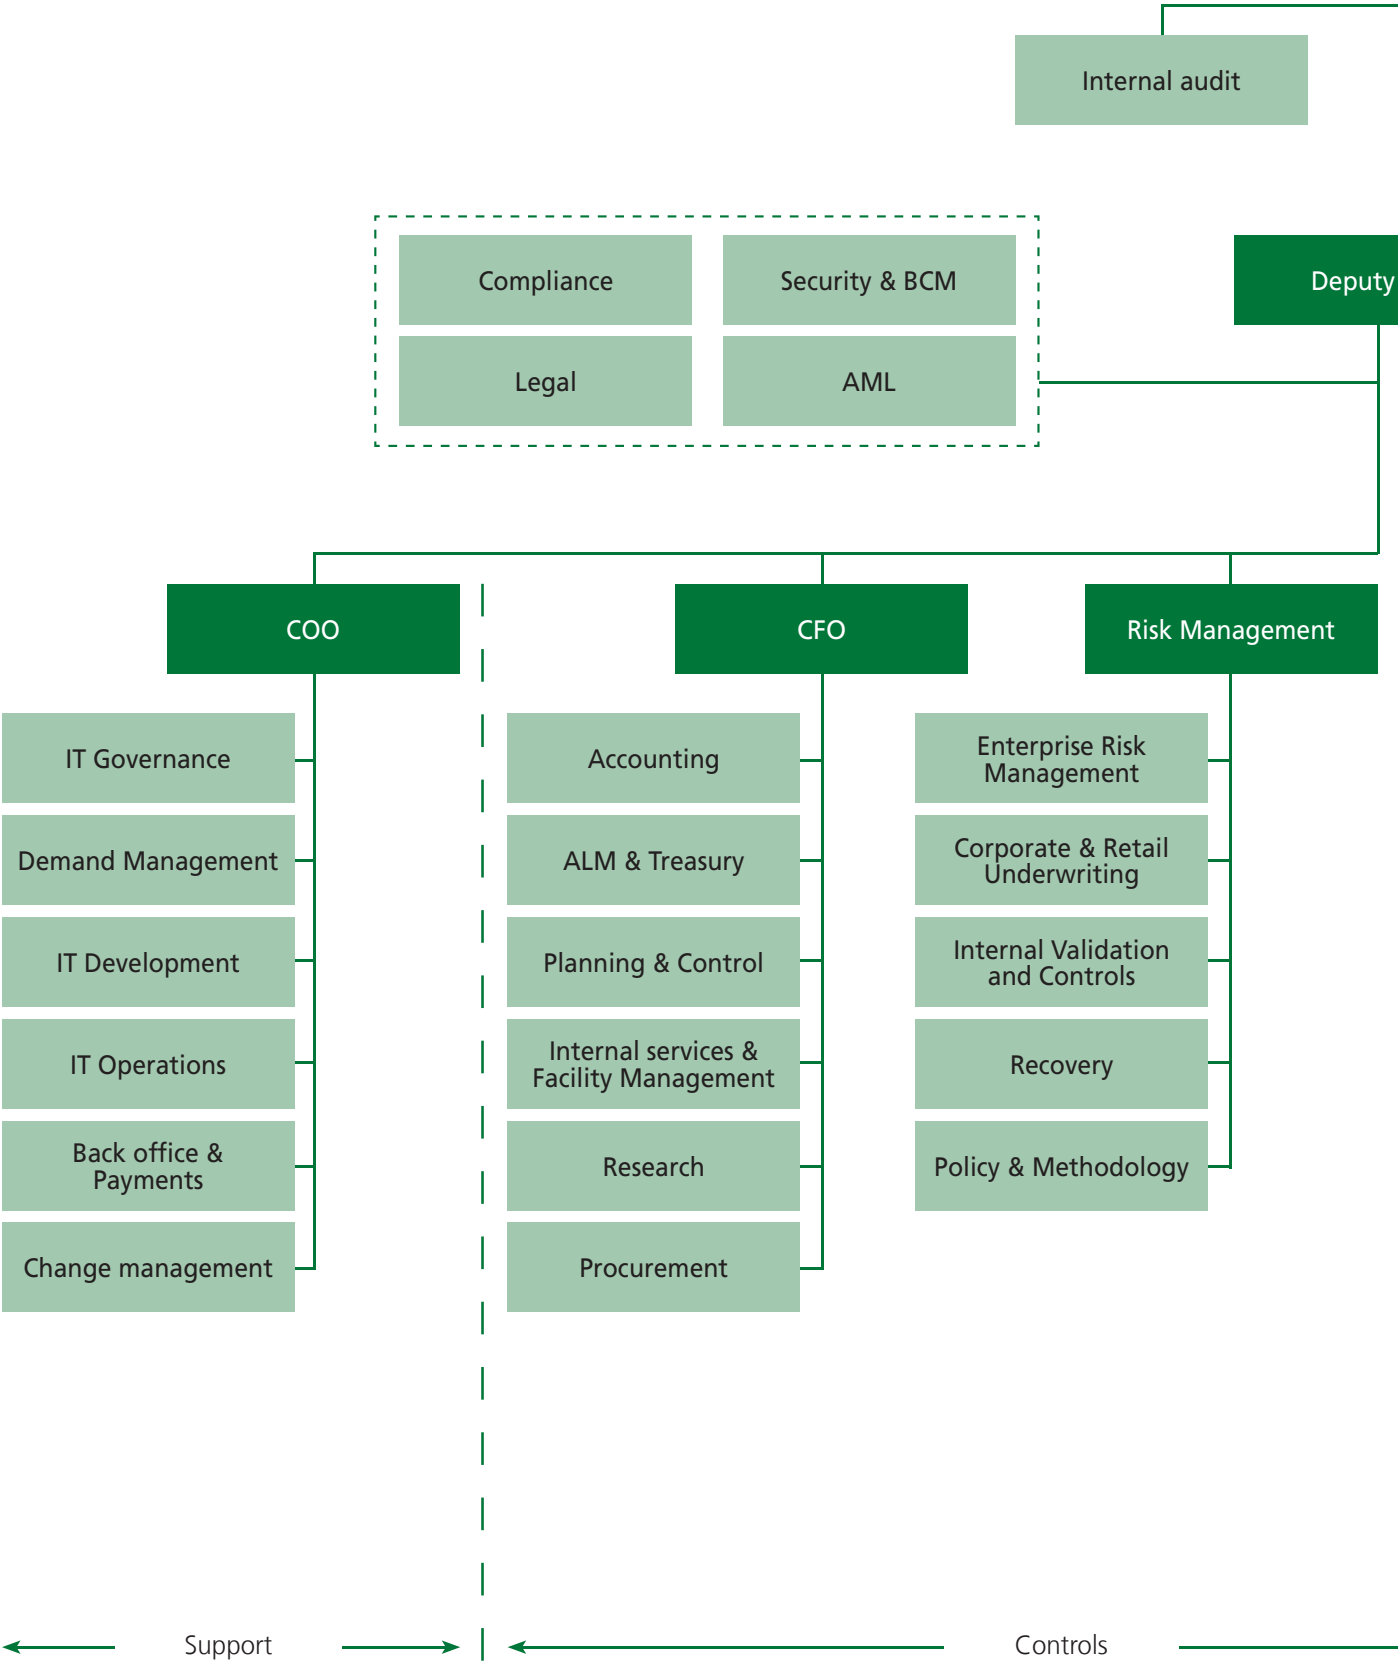 Internal audit
Compliance
Security & BCM
Deputy
Legal
AML
COO
CFO
Risk Management
IT Governance
Demand Management
IT Development
IT Operations
Back office &
Payments
Change management
Accounting
ALM & Treasury
Planning & Control
Internal services &
Facility Management
Research
Procurement
Enterprise Risk
Management
Corporate & Retail
Underwriting
Internal Validation
and Controls
Recovery
Policy & Methodology
Support
Controls